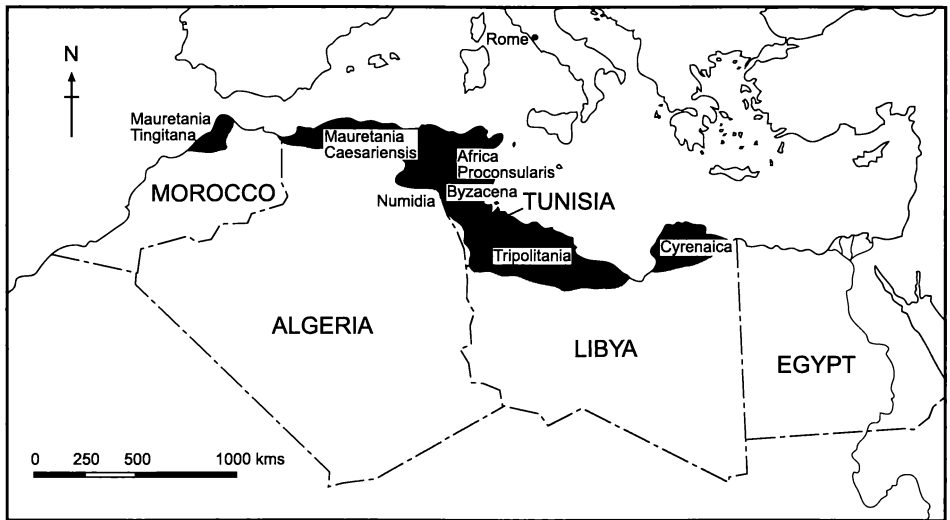 N
Rome
Mauretania
Tingitana
Mauretania
Caesariensis
Africa
Proconsularis
MOROCCO
Numidia
Byzacena
TUNISIA
Tripolitania
Cyrenaica
ALGERIA
LIBYA
EGYPT
0 250 500 1000 kms